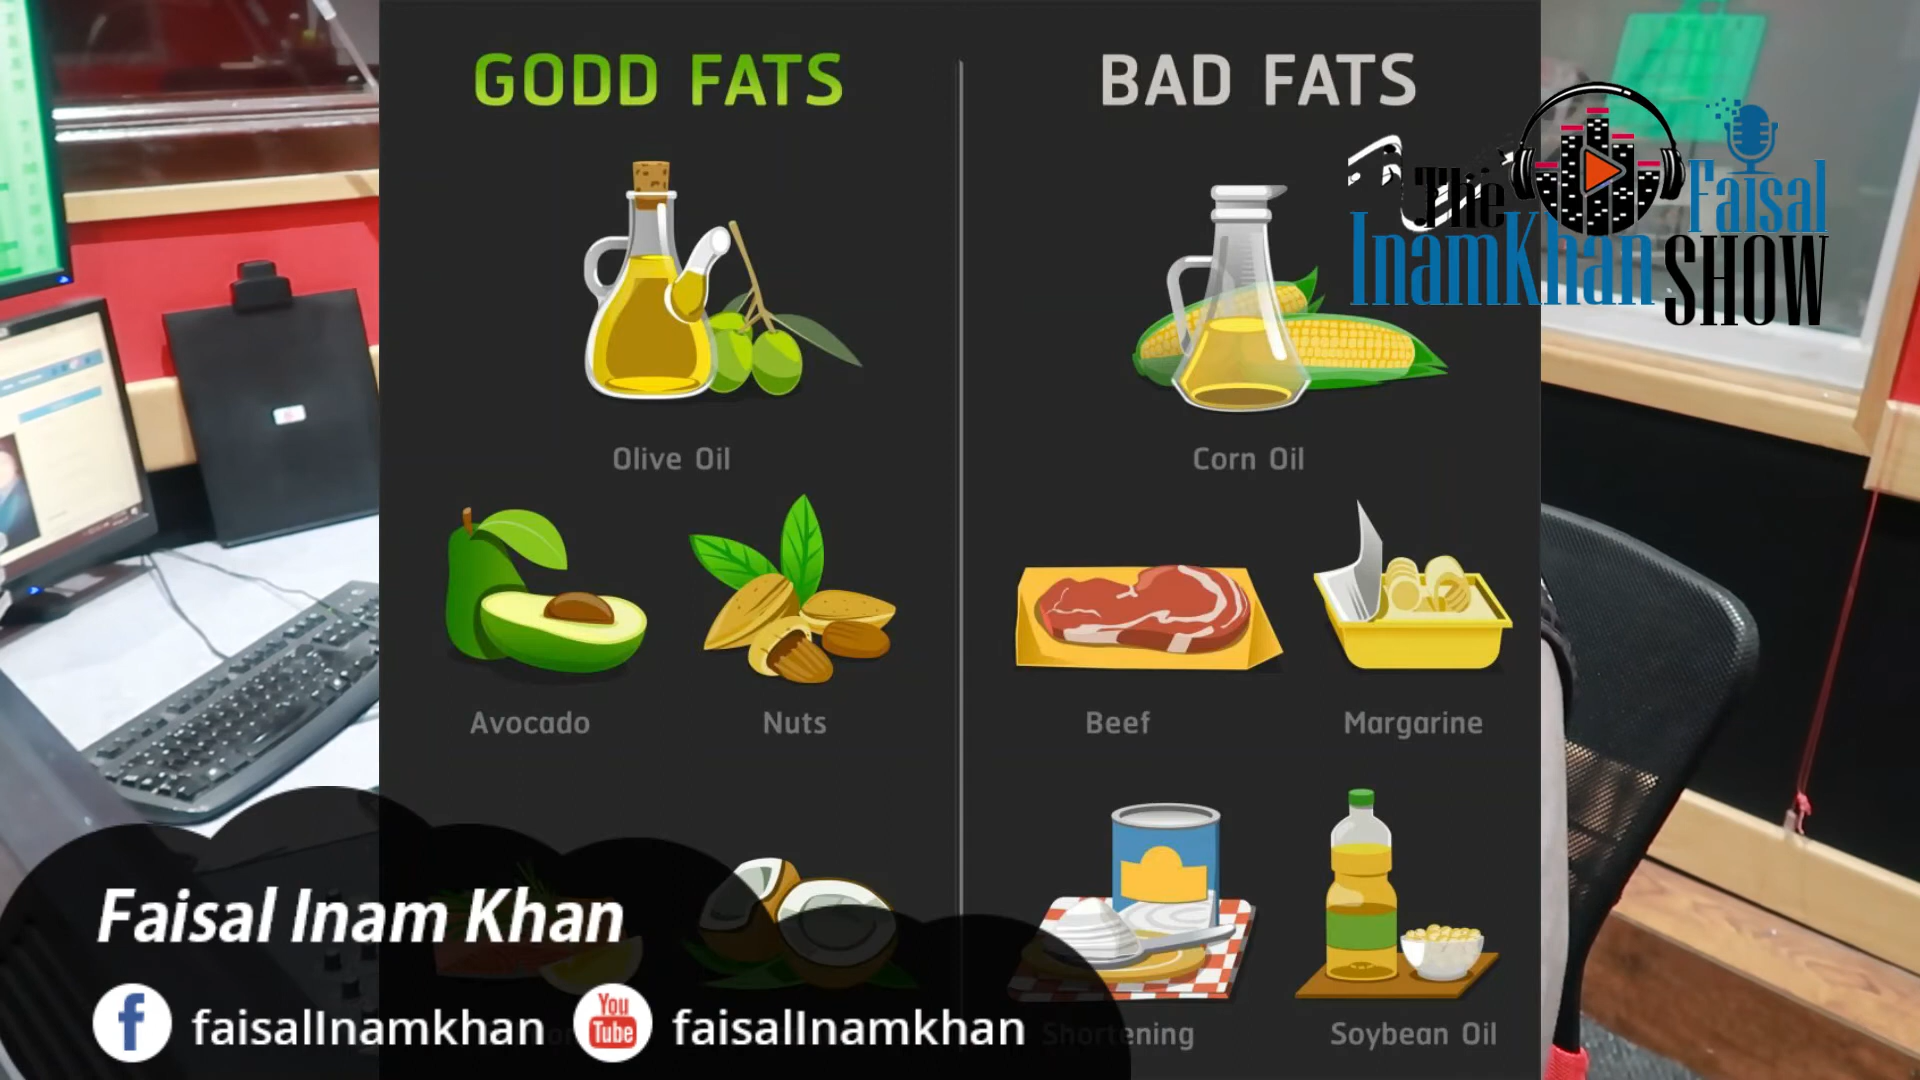 GODD FATS
BAD FATS
The
Faisal
InamKhan
SHOW
Olive Oil
Corn Oil
Avocado
Nuts
Beef
Margarine
Faisal Inam Khan
faisalInamkhan
You
Tube
faisalInamkhan
Shortening
Soybean Oil